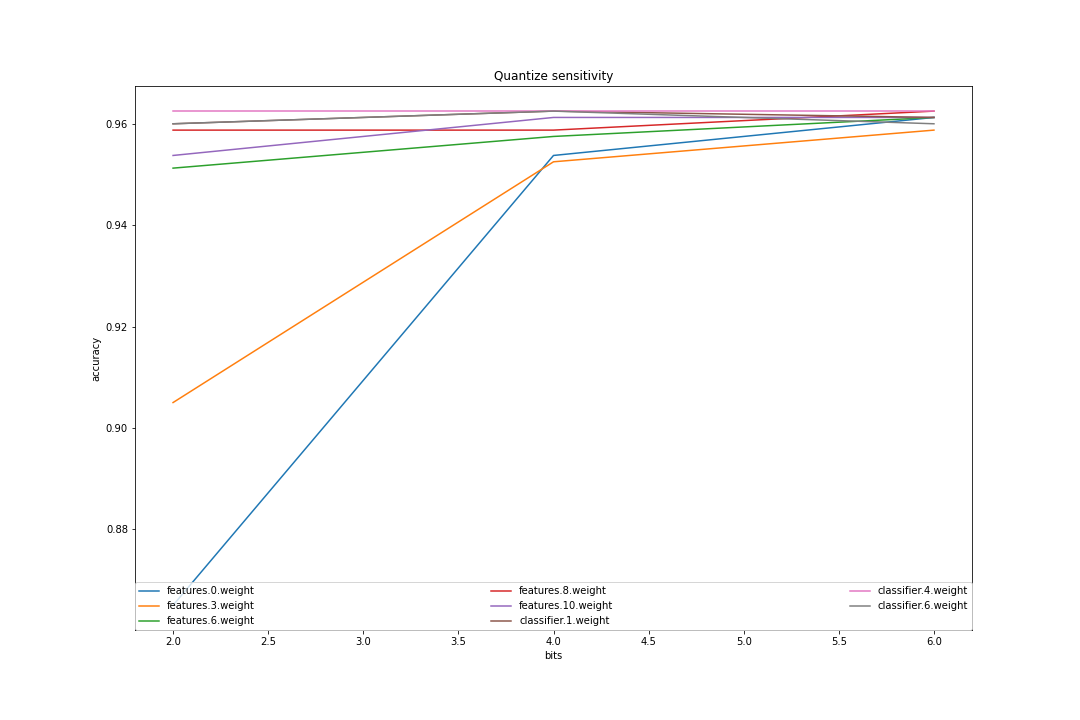 Quantize sensitivity
0.96
0.94
0.92
0.90
0.88
accuracy
features.0.weight
features.3.weight
features.6.weight
features.8.weight
features.10.weight
classifier.1.weight
classifier.4.weight
classifier.6.weight
2.0 2.5 3.0 3.5 4.0 4.5 5.0 5.5 6.0
bits